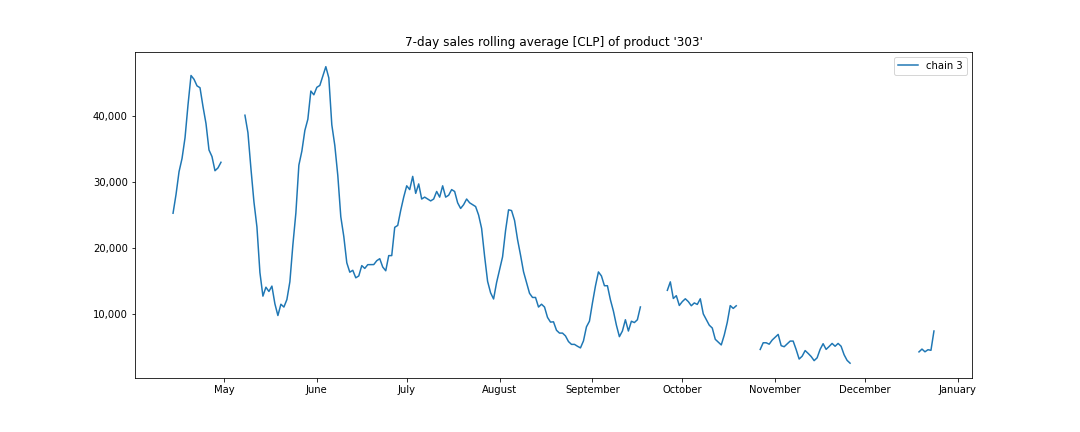 7-day sales rolling average [CLP] of product '303'
chain 3
40,000
30,000
20,000
10,000
May June July August September October November December January